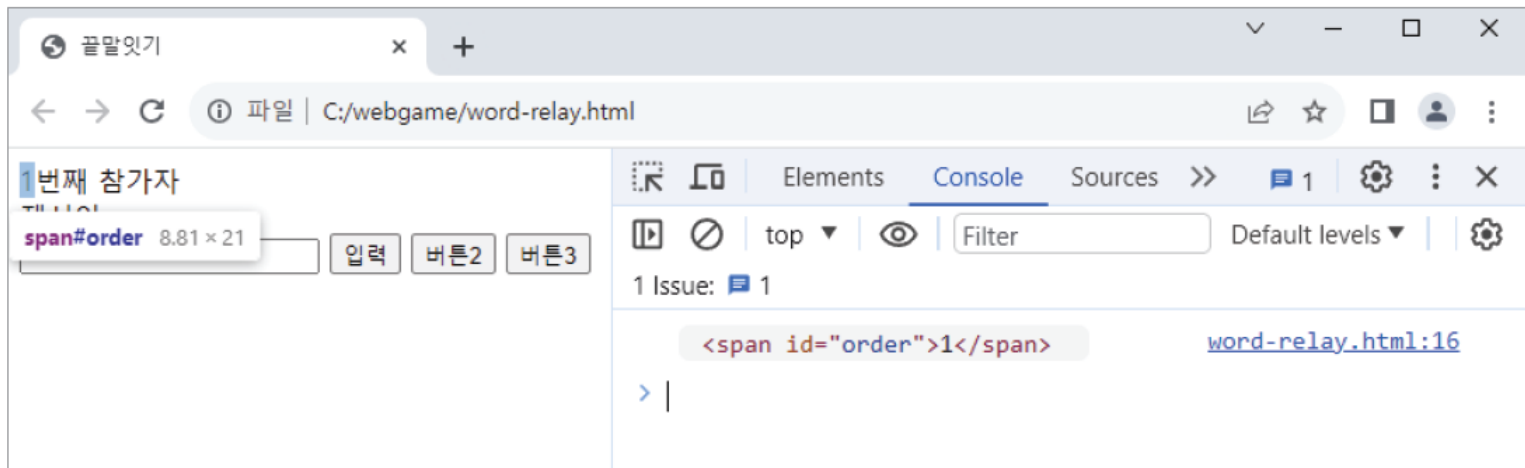 끝말잇기
파일 C:/webgame/word-relay.html
1번째 참가자
span#order 8.81 × 21
입력 버튼2 버튼3
Elements Console Sources 1
top Filter Default levels
1 Issue: 1
<span id="order">1</span> word-relay.html:16